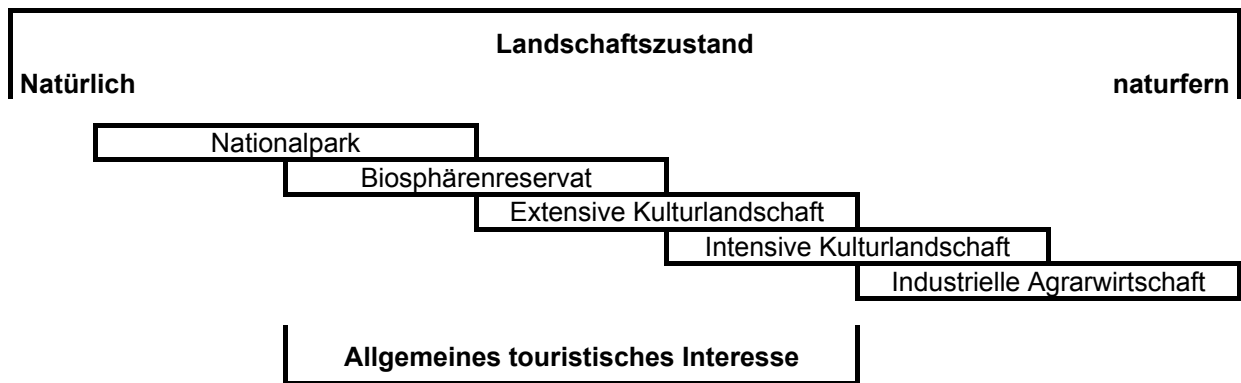 Landschaftszustand
Natürlich naturfern
Nationalpark
Biosphärenreservat
Extensive Kulturlandschaft
Intensive Kulturlandschaft
Industrielle Agrarwirtschaft
Allgemeines touristisches Interesse